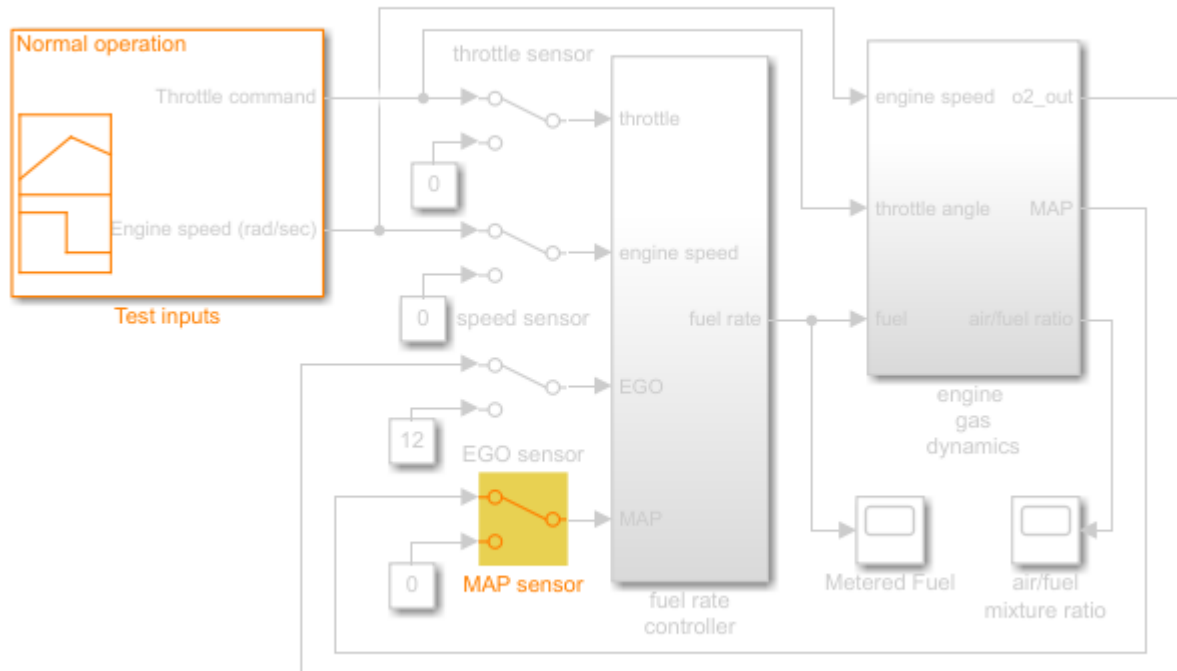 Normal operation
Throttle command
Engine speed (rad/sec)
Test inputs
throttle sensor
0
0
speed sensor
12
EGO sensor
0
MAP sensor
throttle
engine speed
fuel rate
EGO
MAP
fuel rate
controller
engine speed
o2_out
throttle angle
MAP
fuel
air/fuel ratio
engine
gas
dynamics
Metered Fuel
air/fuel
mixture ratio